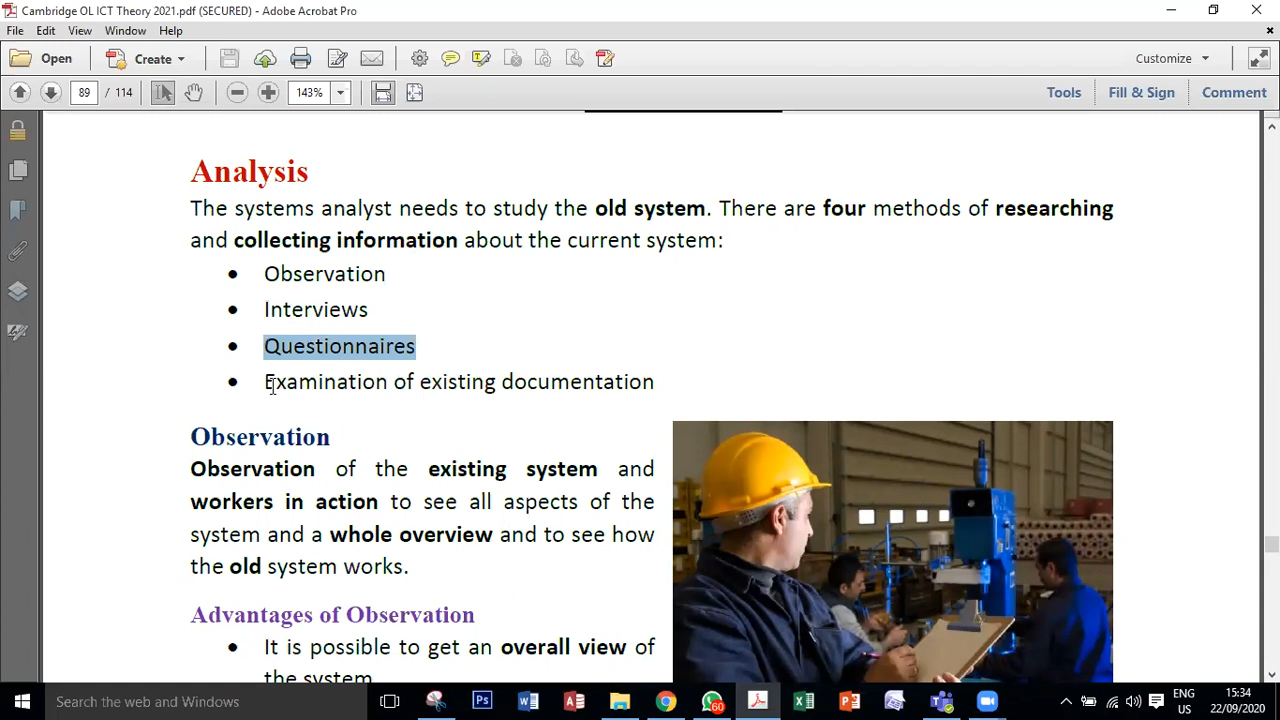 Cambridge OL ICT Theory 2021.pdf (SECURED) - Adobe Acrobat Pro
File Edit View Window Help
Open Create Customize
89 / 114 143% Tools Fill & Sign Comment
Analysis
The systems analyst needs to study the old system. There are four methods of researching
and collecting information about the current system:
• Observation
• Interviews
• Questionnaires
• Examination of existing documentation
Observation
Observation of the existing system and
workers in action to see all aspects of the
system and a whole overview and to see how
the old system works.
Advantages of Observation
• It is possible to get an overall view of
the system
Search the web and Windows
60
ENG
US
15:34
22/09/2020